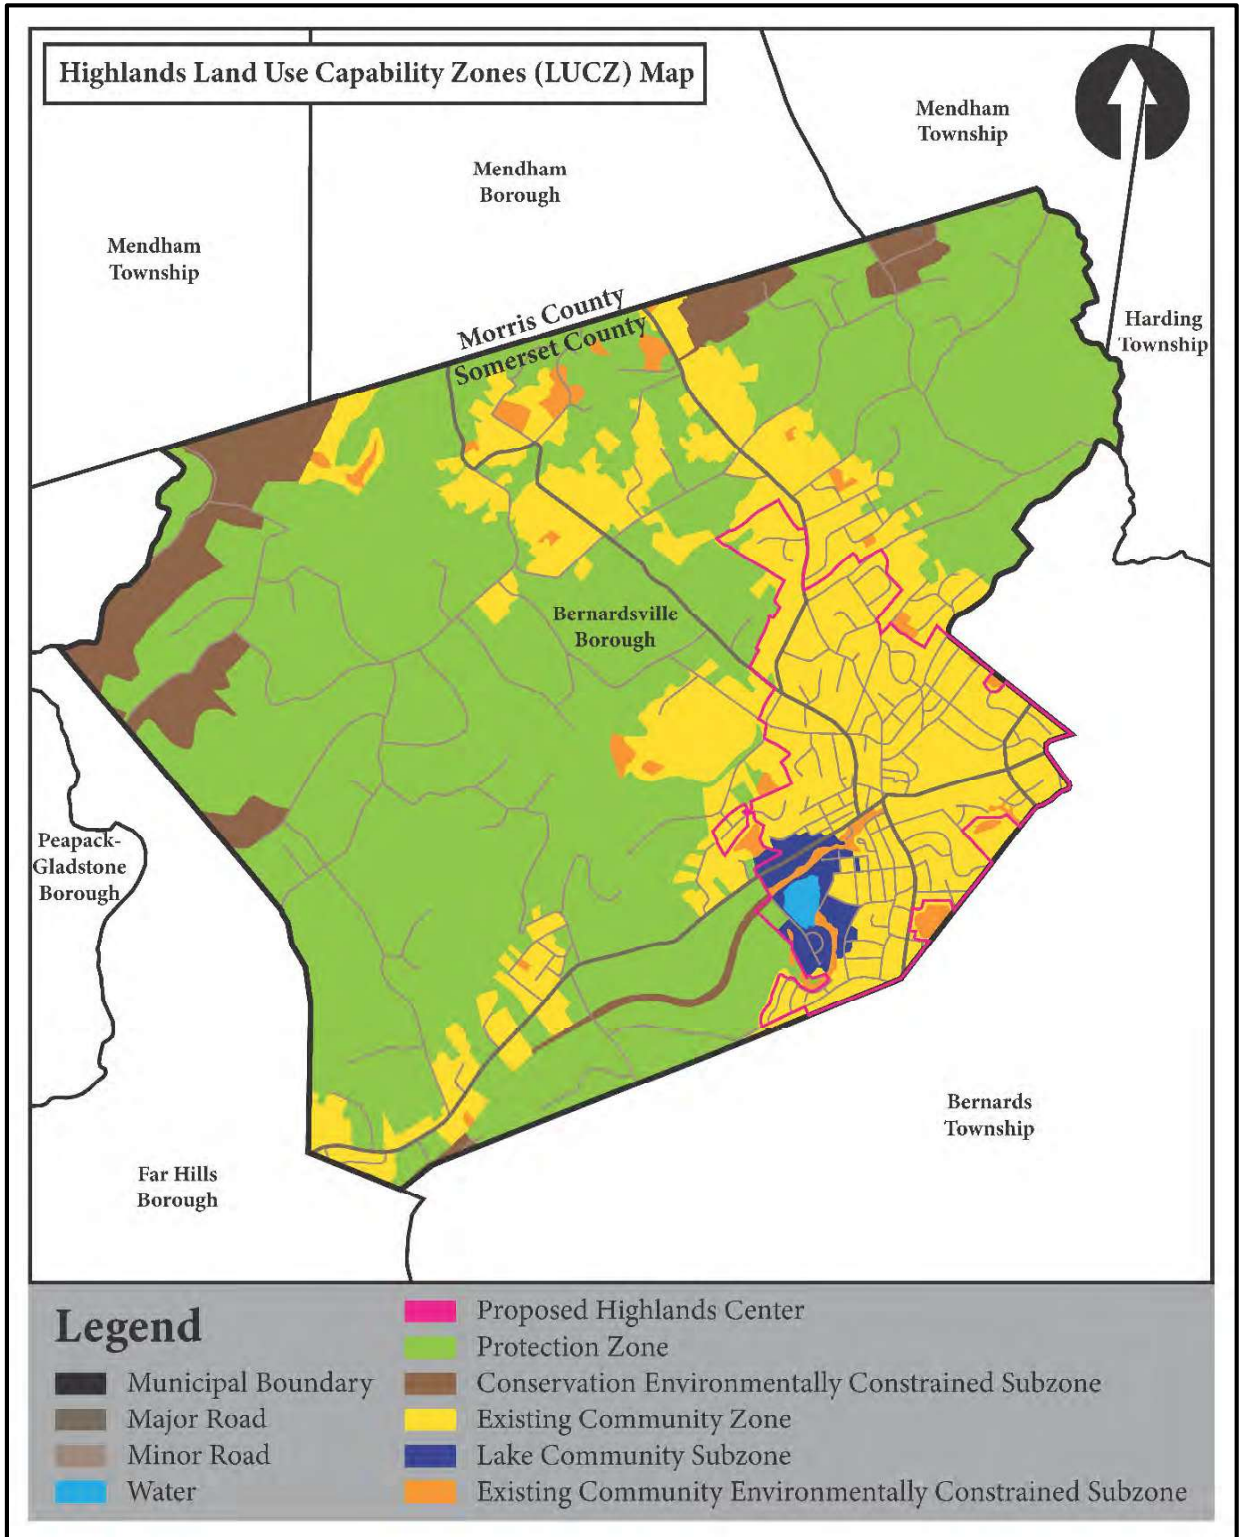 Highlands Land Use Capability Zones (LUCZ) Map
Mendham
Township
Mendham
Borough
Mendham
Township
Harding
Township
Morris County
Somerset County
Bernardsville
Borough
Peapack-
Gladstone
Borough
Bernards
Township
Far Hills
Borough
Legend
Municipal Boundary
Major Road
Minor Road
Water
Proposed Highlands Center
Protection Zone
Conservation Environmentally Constrained Subzone
Existing Community Zone
Lake Community Subzone
Existing Community Environmentally Constrained Subzone